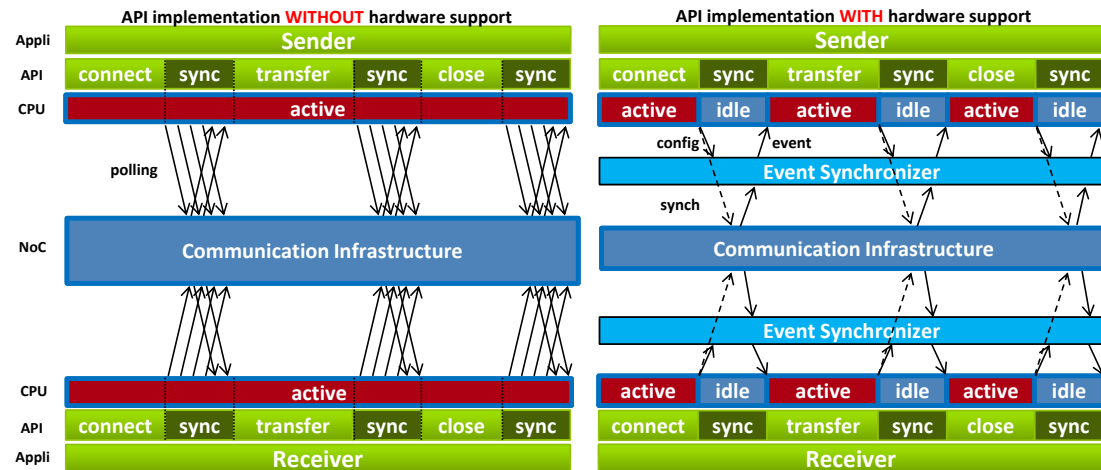 API implementation WITHOUT hardware support
Appli Sender
API connect sync transfer sync close sync
CPU active
polling
NoC Communication Infrastructure
CPU active
API connect sync transfer sync close sync
Appli Receiver
API implementation WITH hardware support
Sender
connect sync transfer sync close sync
active idle active idle active idle
config event
Event Synchronizer
synch
Communication Infrastructure
Event Synchronizer
active idle active idle active idle
connect sync transfer sync close sync
Receiver